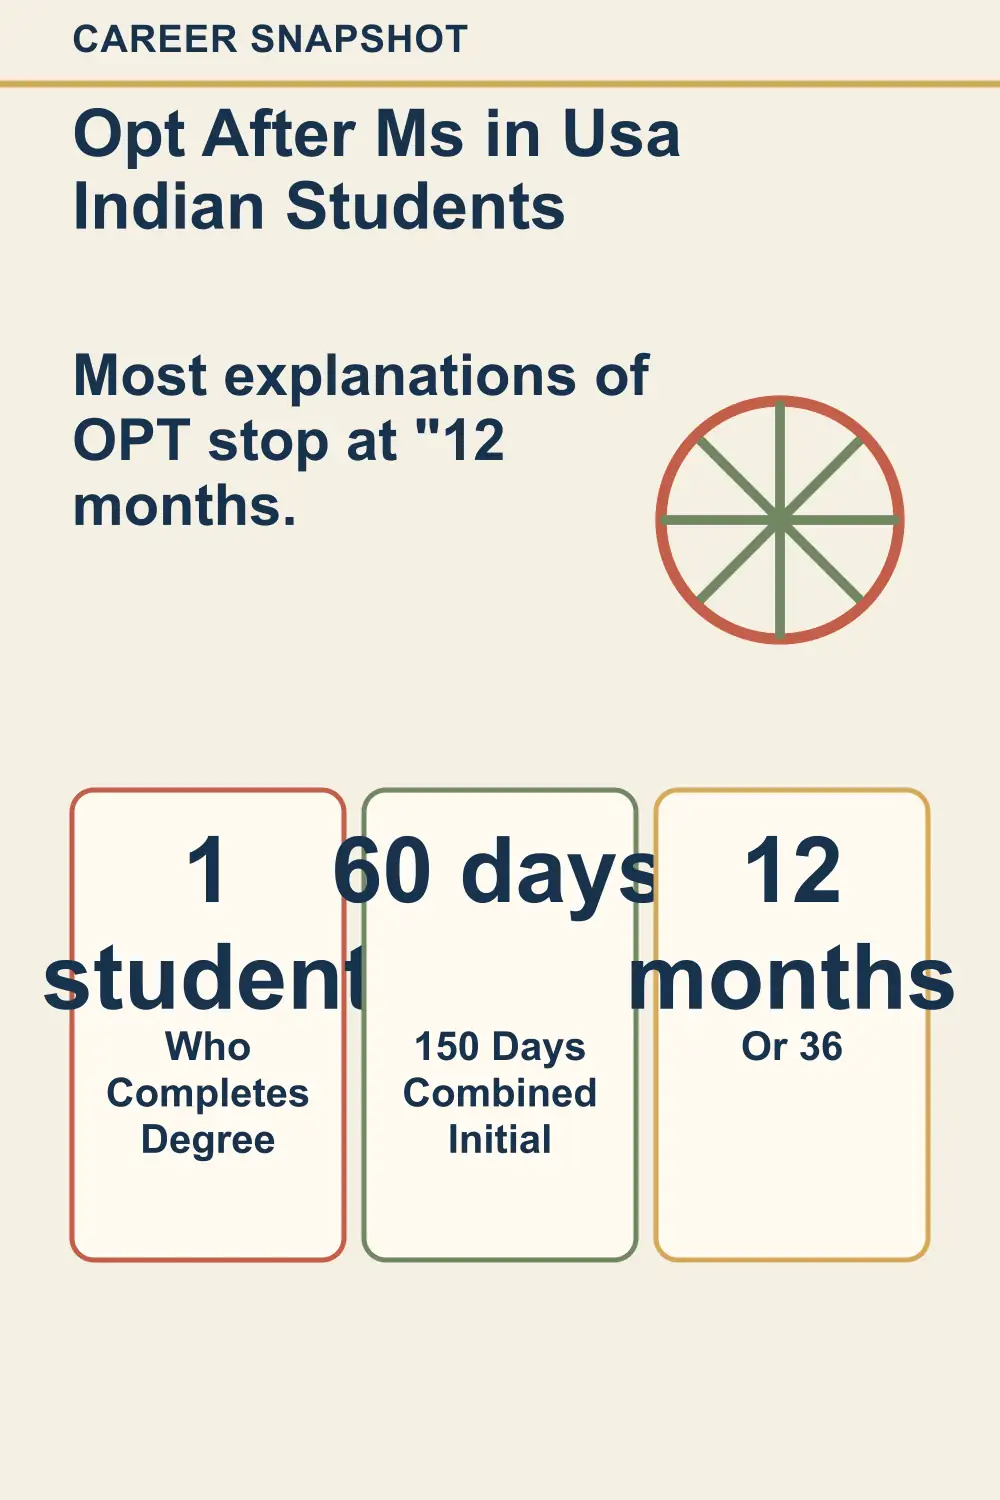 CAREER SNAPSHOT
Opt After Ms in Usa
Indian Students
Most explanations of
OPT stop at "12
months.
1
student
Who
Completes
Degree
60 days
150 Days
Combined
Initial
12
months
Or 36